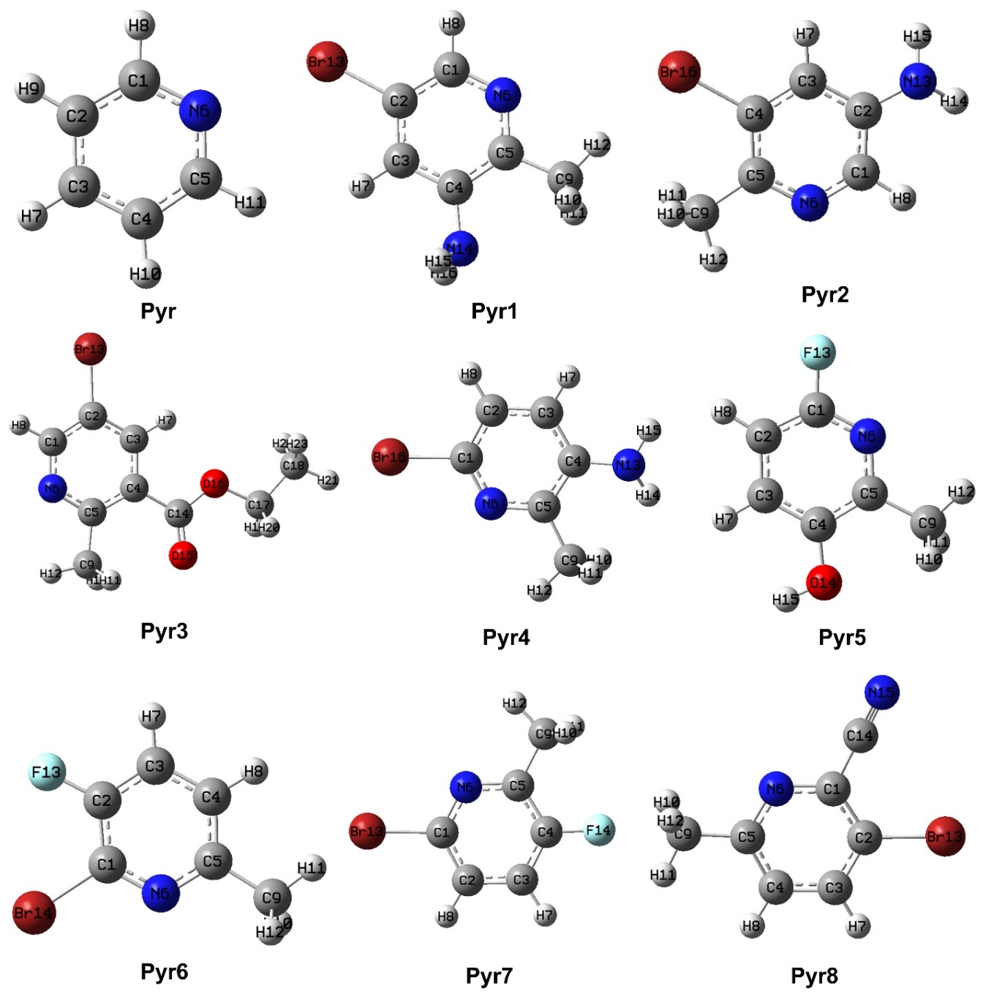 H8
H9
C1
C2
N6
C3
C5
H7
C4
H11
H10
Pyr
H8
Br13
C1
C2
N6
C3
C5
H12
H7
C4
C9
H10
H11
N14
H15
H16
Pyr1
H7
H15
Br16
C3
N13
H14
C4
C2
C5
C1
H11
H10
C9
N6
H8
H12
Pyr2
Br13
H8
C2
H7
C1
C3
H23
C18
N6
C4
O16
H21
C5
C14
C17
H20
C9
O15
H12
H11
Pyr3
H8
H7
C2
C3
H15
Br16
C1
C4
N13
H14
N6
C5
C9
H10
H11
H12
Pyr4
F13
H8
C1
C2
N6
C3
C5
H12
H7
C4
C9
H11
H10
O14
H15
Pyr5
H7
F13
C3
H8
C2
C4
C1
C5
H11
N6
C9
Br14
H12
Pyr6
H12
C9
H10
N6
C5
Br13
C1
C4
F14
C2
C3
H8
H7
Pyr7
N15
C14
H10
H12
N6
C1
C9
C5
C2
Br13
H11
C4
C3
H8
H7
Pyr8